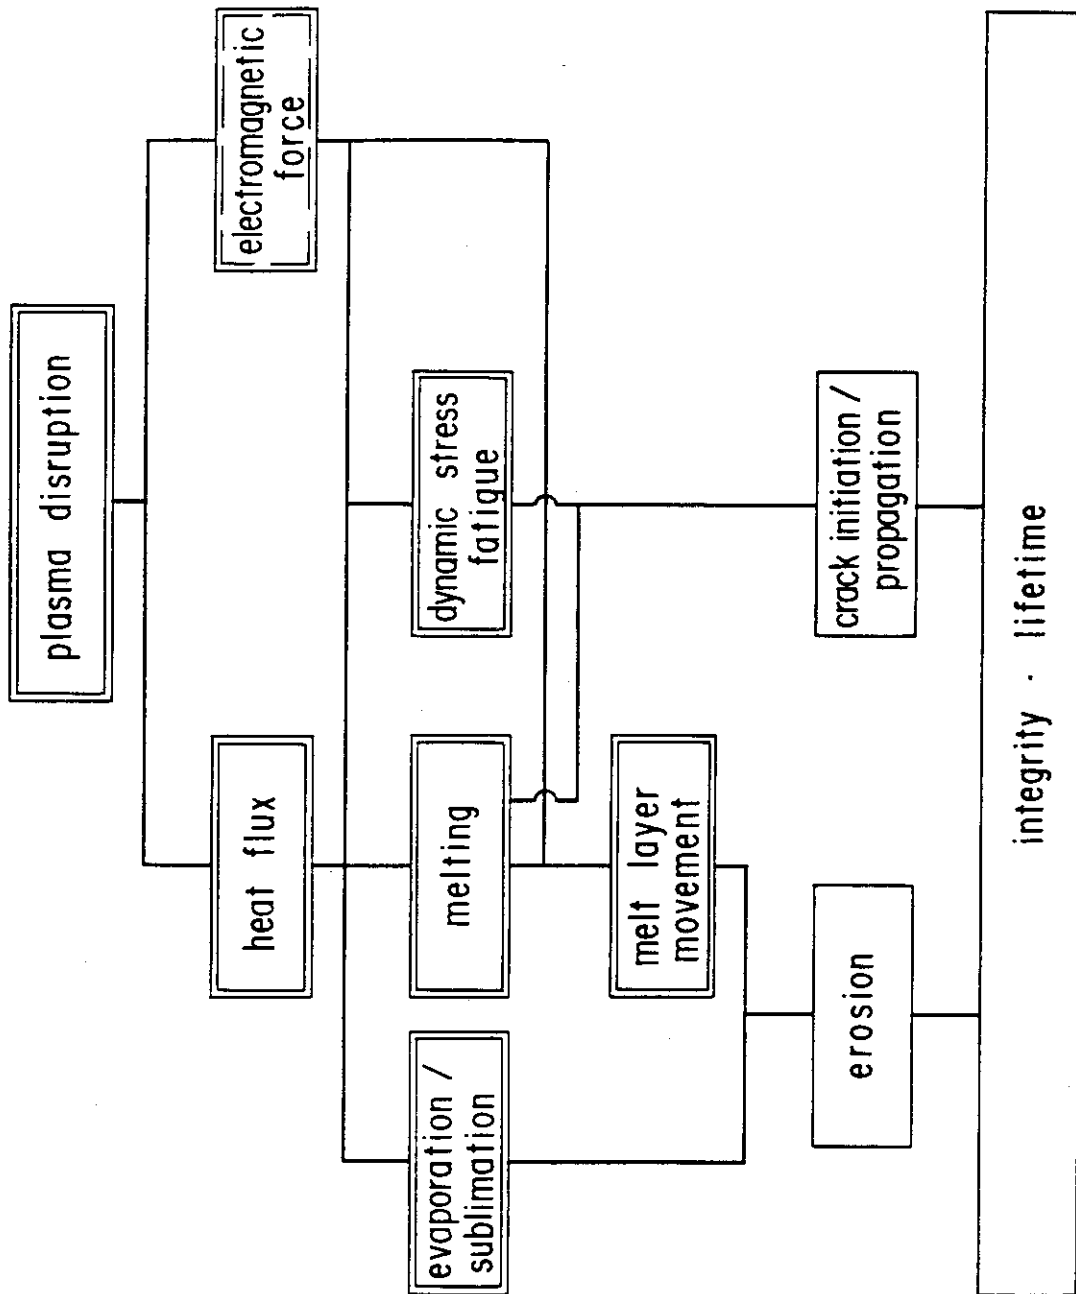 plasma disruption
heat flux
electromagnetic
force
evaporation /
sublimation
melting
dynamic stress
fatique
melt layer
movement
erosion
crack initiation /
propagation
integrity · lifetime